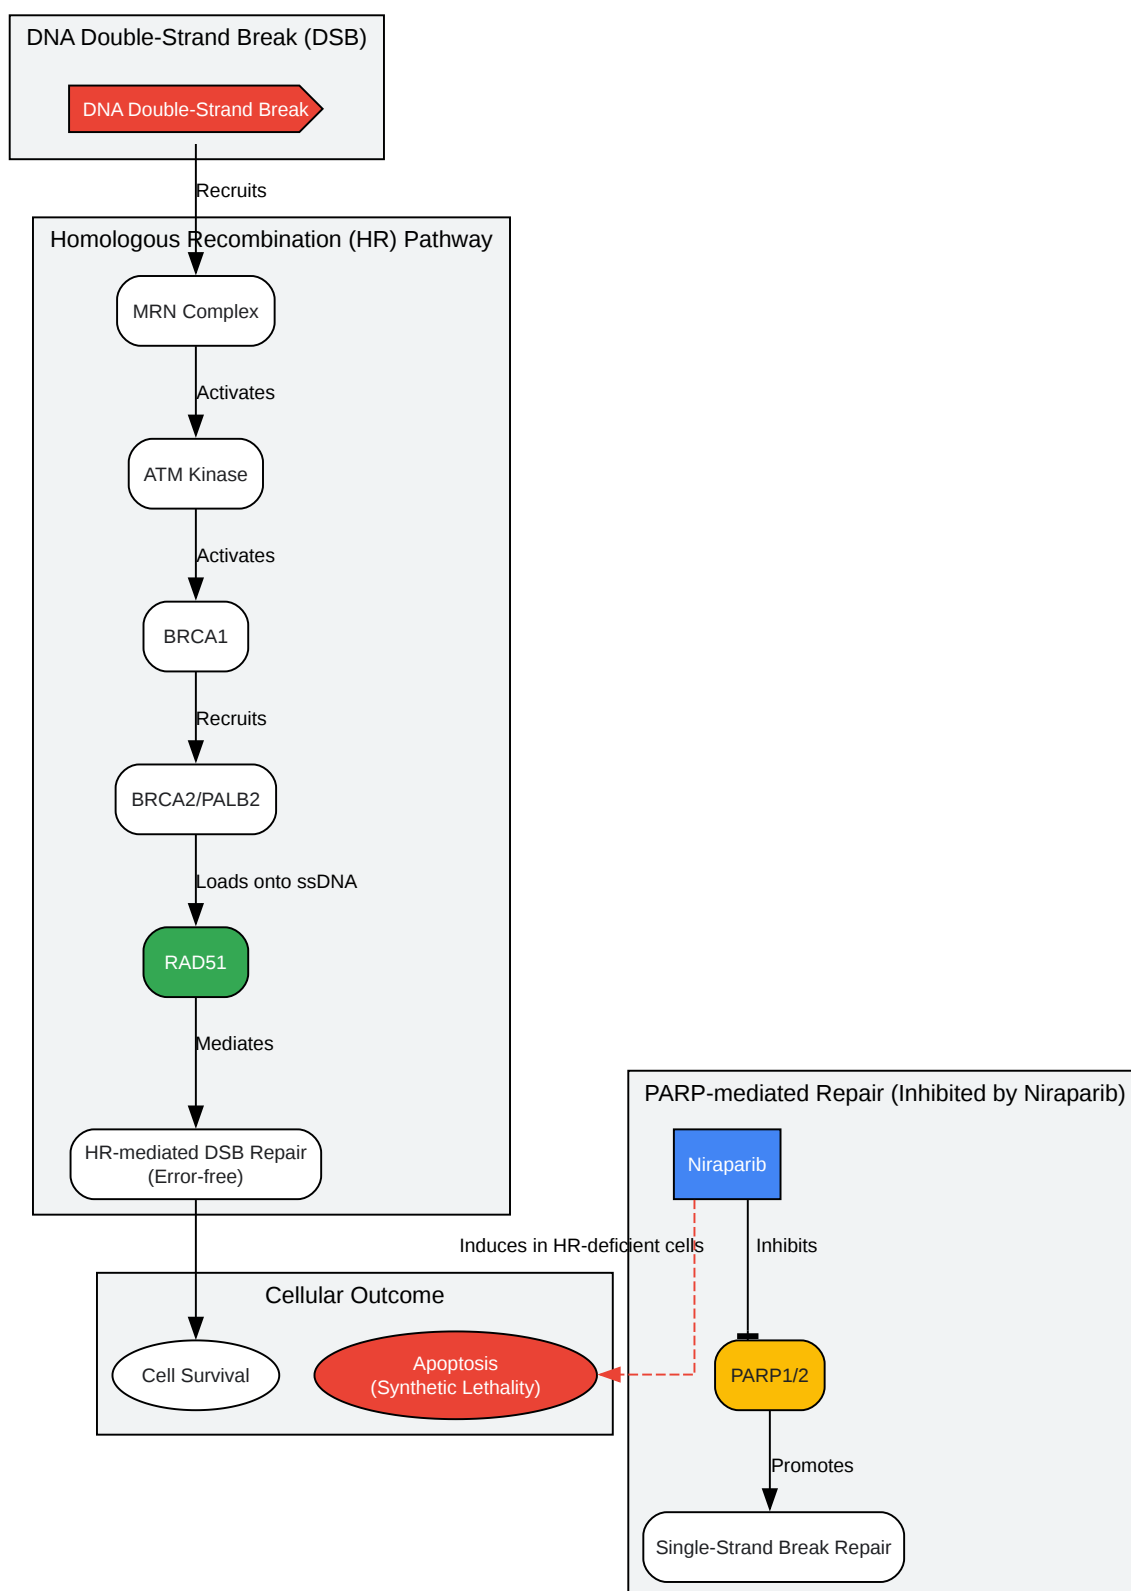 DNA Double-Strand Break (DSB)
DNA Double-Strand Break
Recruits
Homologous Recombination (HR) Pathway
MRN Complex
Activates
ATM Kinase
Activates
BRCA1
Recruits
BRCA2/PALB2
Loads onto ssDNA
RAD51
Mediates
HR-mediated DSB Repair
(Error-free)
PARP-mediated Repair (Inhibited by Niraparib)
Niraparib
Induces in HR-deficient cells
Inhibits
Cellular Outcome
Cell Survival
Apoptosis
(Synthetic Lethality)
PARP1/2
Promotes
Single-Strand Break Repair